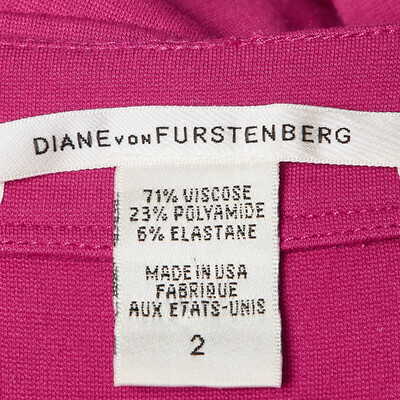 DIANE VON FURSTENBERG
71% VISCOSE
23% POLYAMIDE
6% ELASTANE
MADE IN USA
FABRIQUE
AUX ETATS-UNIS
2